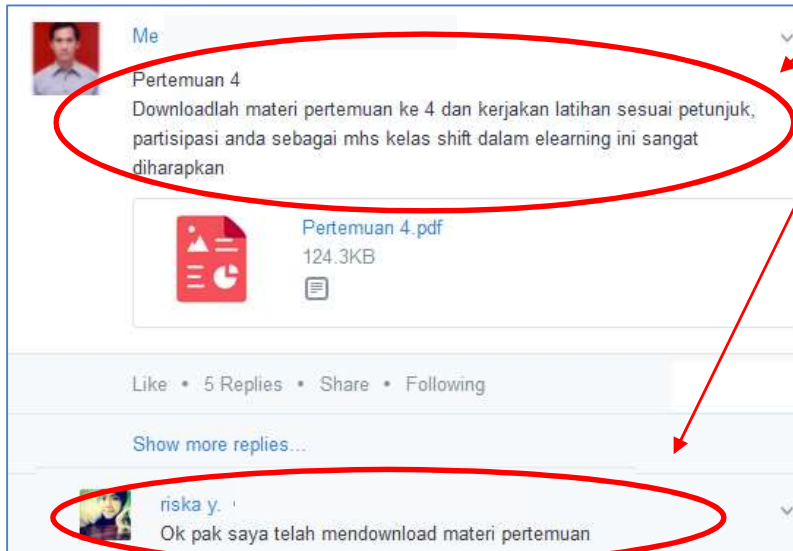 Me
Pertemuan 4
Downloadlah materi pertemuan ke 4 dan kerjakan latihan sesuai petunjuk,
partisipasi anda sebagai mhs kelas shift dalam elearning ini sangat
diharapkan
Pertemuan 4.pdf
124.3KB
Like • 5 Replies • Share • Following
Show more replies...
riska y.
Ok pak saya telah mendownload materi pertemuan